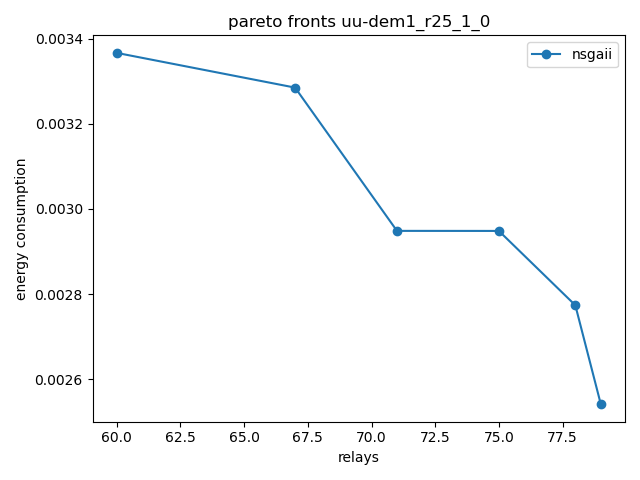 pareto fronts uu-dem1_r25_1_0
nsgaii
0.0034
0.0032
0.0030
0.0028
0.0026
energy consumption
60.0 62.5 65.0 67.5 70.0 72.5 75.0 77.5
relays